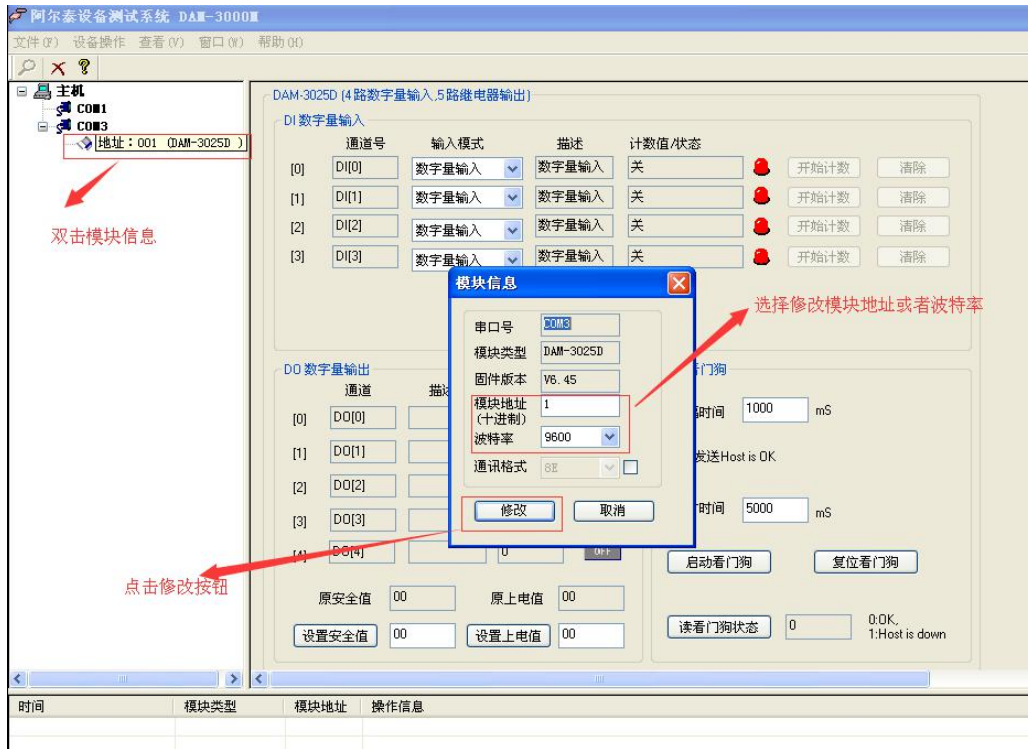 阿尔泰设备测试系统 DAM-3000M
文件(F) 设备操作 查看(V) 窗口(W) 帮助(H)
主机
COM1
COM3
地址：001 (DAM-3025D )
双击模块信息
DAM-3025D (4路数字量输入,5路继电器输出)
DI数字量输入
通道号 输入模式 描述 计数值/状态
[0] DI[0] 数字量输入 数字量输入 关 开始计数 清除
[1] DI[1] 数字量输入 数字量输入 关 开始计数 清除
[2] DI[2] 数字量输入 数字量输入 关 开始计数 清除
[3] DI[3] 数字量输入 数字量输入 关 开始计数 清除
模块信息
串口号 COM3
模块类型 DAM-3025D
固件版本 V6.45
模块地址
(十进制)
1
波特率 9600
通讯格式 8E
修改 取消
选择修改模块地址或者波特率
点击修改按钮
DO 数字量输出
通道
[0] DO[0]
[1] DO[1]
[2] DO[2]
[3] DO[3]
[4] DO[4] 0 OFF
原安全值 00 原上电值 00
设置安全值 00 设置上电值 00
门狗
时间 1000 mS
发送Host is OK
时间 5000 mS
启动看门狗 复位看门狗
读看门狗状态 0 0:OK,
1:Host is down
时间 模块类型 模块地址 操作信息